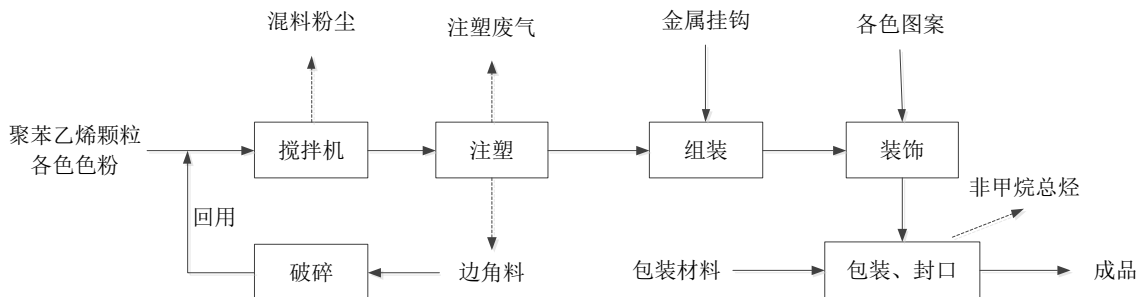 混料粉尘
注塑废气
金属挂钩
各色图案
聚苯乙烯颗粒
各色色粉
搅拌机
注塑
组装
装饰
非甲烷总烃
回用
破碎
边角料
包装材料
包装、封口
成品